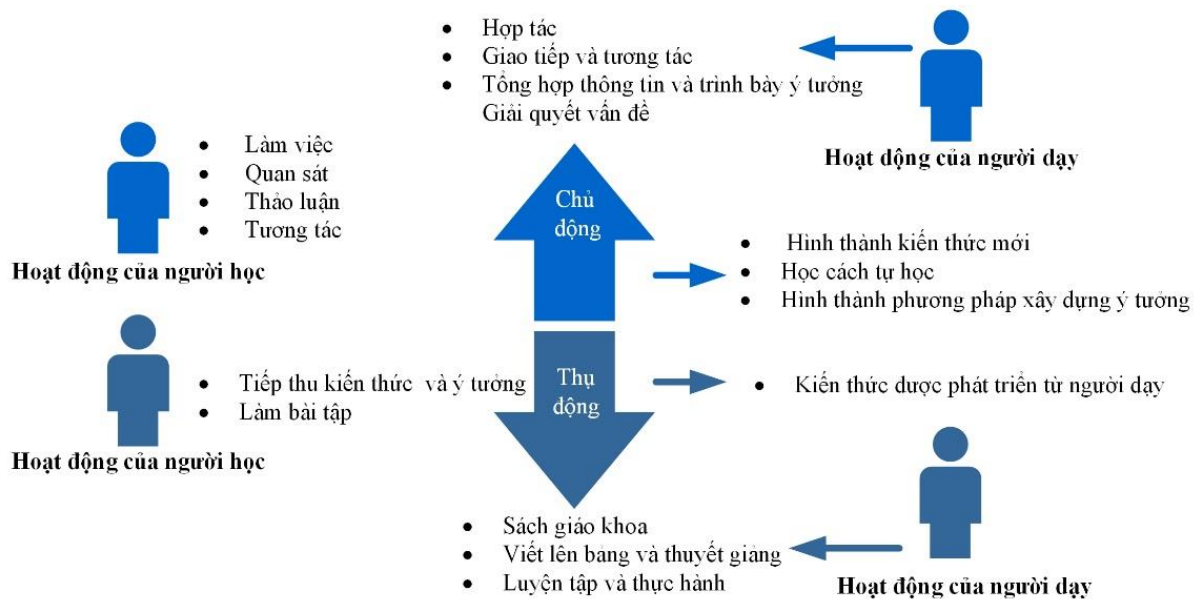 Hợp tác
Giao tiếp và tương tác
Tổng hợp thông tin và trình bày ý tưởng
Giải quyết vấn đề
Hoạt động của người dạy
Làm việc
Quan sát
Thảo luận
Tương tác
Hoạt động của người học
Chủ
động
Hình thành kiến thức mới
Học cách tự học
Hình thành phương pháp xây dựng ý tưởng
Tiếp thu kiến thức và ý tưởng
Làm bài tập
Hoạt động của người học
Thụ
động
Kiến thức được phát triển từ người dạy
Sách giáo khoa
Viết lên bảng và thuyết giảng
Luyện tập và thực hành
Hoạt động của người dạy